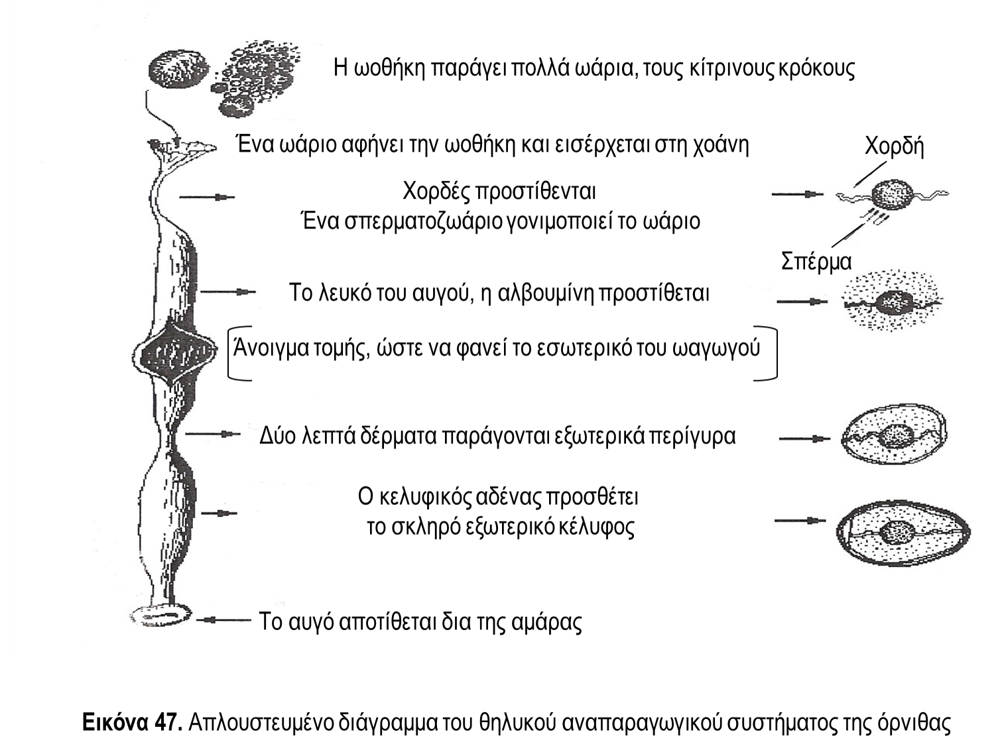 Η ωοθήκη παράγει πολλά ωάρια, τους κίτρινους κρόκους
Ένα ωάριο αφήνει την ωοθήκη και εισέρχεται στη χοάνη
Χορδή
Χορδές προστίθενται
Ένα σπερματοζωάριο γονιμοποιεί το ωάριο
Σπέρμα
Το λευκό του αυγού, η αλβουμίνη προστίθεται
Άνοιγμα τομής, ώστε να φανεί το εσωτερικό του ωαγωγού
Δύο λεπτά δέρματα παράγονται εξωτερικά περίγυρα
Ο κελυφικός αδένας προσθέτει
το σκληρό εξωτερικό κέλυφος
Το αυγό αποτίθεται δια της αμάρας
Εικόνα 47. Απλουστευμένο διάγραμμα του θηλυκού αναπαραγωγικού συστήματος της όρνιθας